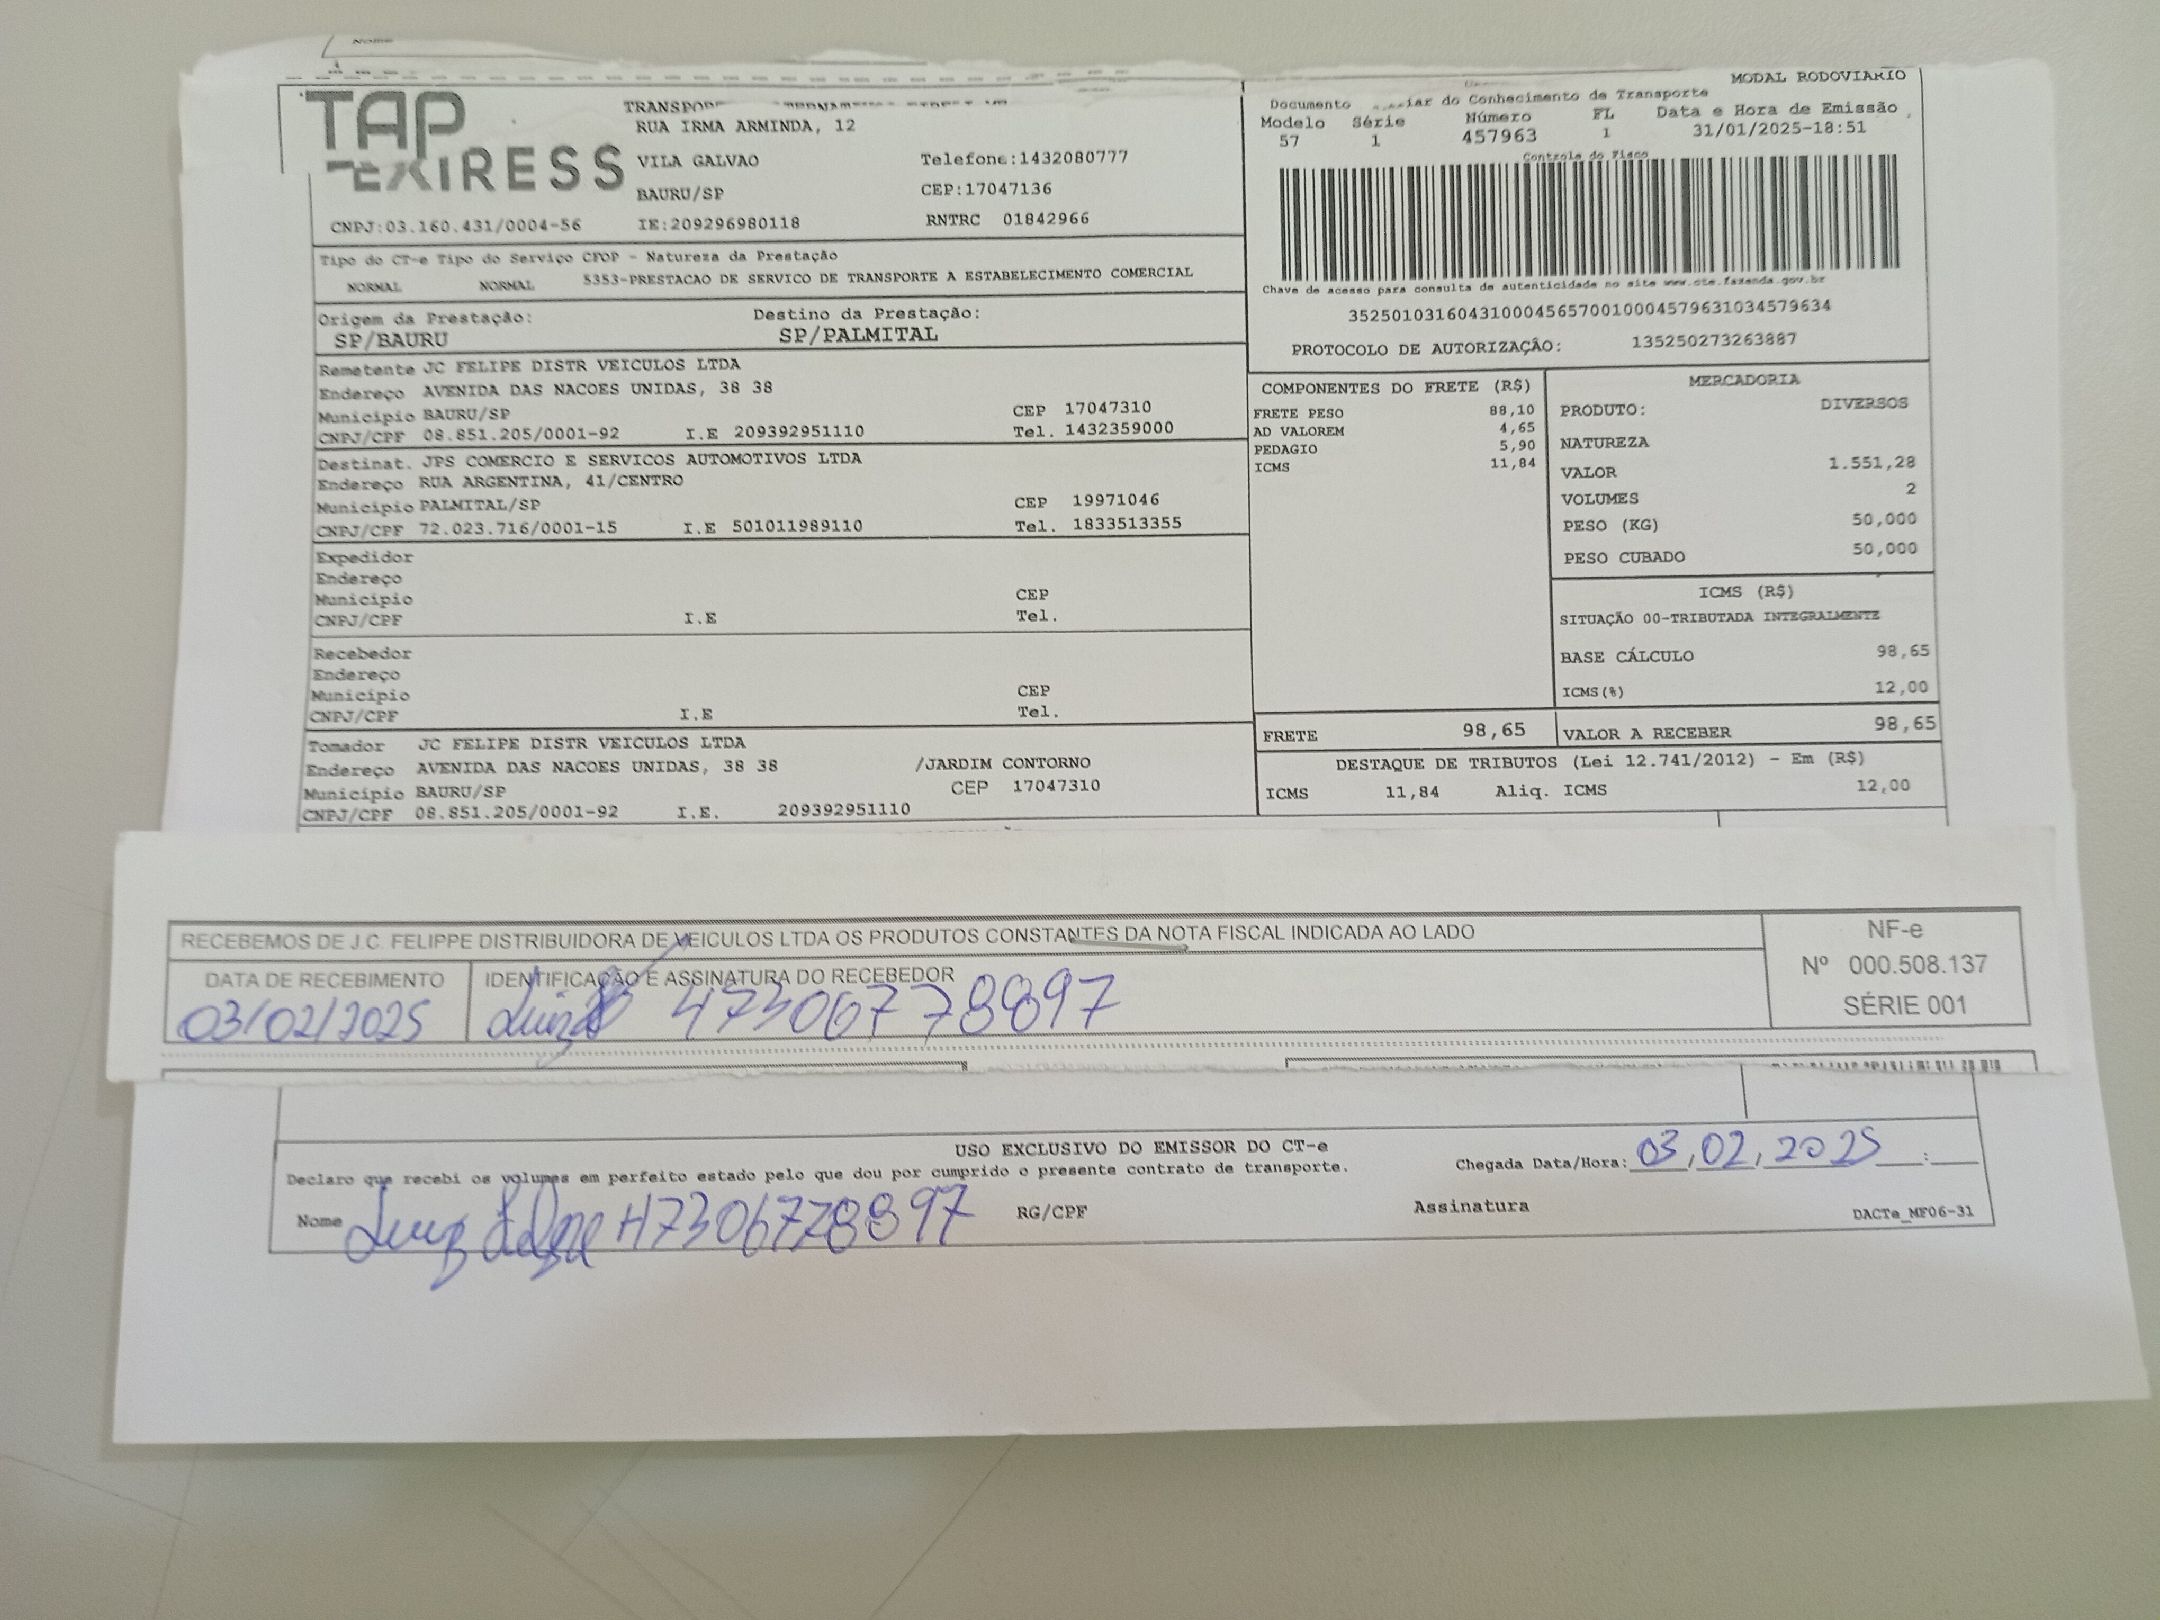 Nome
MODAL RODOVIARIO
TAP
EXPRESS
TRANSPOR
RUA IRMA ARMINDA, 12
VILA GALVAO Telefone:1432080777
BAURU/SP CEP:17047136
CNPJ:03.160.431/0004-56 IE:209296980118 RNTRC 01842966
Documento do Conhecimento de Transporte
Modelo Série Número FL Data e Hora de Emissão
57 1 457963 1 31/01/2025-18:51
Controle do Fisco
Chave de acesso para consulta de autenticidade no site www.cte.fazenda.gov.br
35250103160431000456570010004579631034579634
PROTOCOLO DE AUTORIZAÇÃO: 135250273263887
Tipo do CT-e Tipo do Serviço CFOP - Natureza da Prestação
NORMAL NORMAL 5353-PRESTACAO DE SERVICO DE TRANSPORTE A ESTABELECIMENTO COMERCIAL
Origem da Prestação: Destino da Prestação:
SP/BAURU SP/PALMITAL
Remetente JC FELIPE DISTR VEICULOS LTDA
Endereço AVENIDA DAS NACOES UNIDAS, 38 38
Município BAURU/SP CEP 17047310
CNPJ/CPF 08.851.205/0001-92 I.E 209392951110 Tel. 1432359000
Destinat. JPS COMERCIO E SERVICOS AUTOMOTIVOS LTDA
Endereço RUA ARGENTINA, 41/CENTRO
Município PALMITAL/SP CEP 19971046
CNPJ/CPF 72.023.716/0001-15 I.E 501011989110 Tel. 1833513355
Expedidor
Endereço
Município CEP
CNPJ/CPF I.E Tel.
Recebedor
Endereço
Município CEP
CNPJ/CPF I.E Tel.
Tomador JC FELIPE DISTR VEICULOS LTDA
Endereço AVENIDA DAS NACOES UNIDAS, 38 38 /JARDIM CONTORNO
Município BAURU/SP CEP 17047310
CNPJ/CPF 08.851.205/0001-92 I.E. 209392951110
COMPONENTES DO FRETE (R$)
FRETE PESO 88,10
AD VALOREM 4,65
PEDAGIO 5,90
ICMS 11,84
MERCADORIA
PRODUTO: DIVERSOS
NATUREZA
VALOR 1.551,28
VOLUMES 2
PESO (KG) 50,000
PESO CUBADO 50,000
ICMS (R$)
SITUAÇÃO 00-TRIBUTADA INTEGRALMENTE
BASE CÁLCULO 98,65
ICMS(%) 12,00
FRETE 98,65 VALOR A RECEBER 98,65
DESTAQUE DE TRIBUTOS (Lei 12.741/2012) - Em (R$)
ICMS 11,84 Aliq. ICMS 12,00
RECEBEMOS DE J.C. FELIPPE DISTRIBUIDORA DE VEICULOS LTDA OS PRODUTOS CONSTANTES DA NOTA FISCAL INDICADA AO LADO
DATA DE RECEBIMENTO IDENTIFICAÇÃO E ASSINATURA DO RECEBEDOR
03/02/2025 Luiz 47306778897
NF-e
Nº 000.508.137
SÉRIE 001
USO EXCLUSIVO DO EMISSOR DO CT-e
Declaro que recebi os volumes em perfeito estado pelo que dou por cumprido o presente contrato de transporte. Chegada Data/Hora: 03,02,2025 :
Nome Luiz 47306778897 RG/CPF Assinatura DACTe_MF06-31